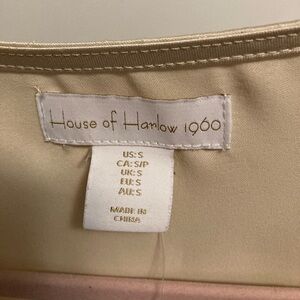 House of Harlow 1960
US:S
CA:S/P
UK:S
EU:S
AU:S
MADE IN
CHINA